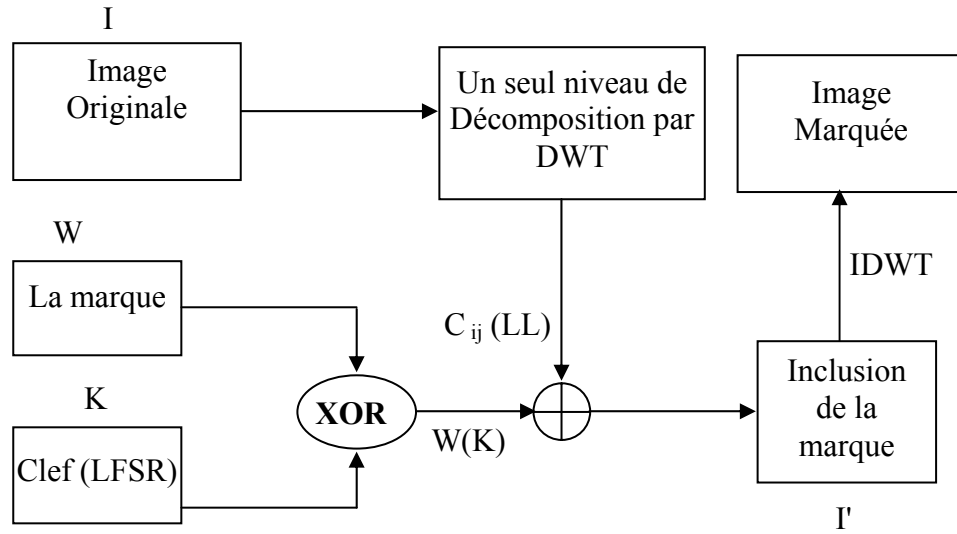 I
Image
Originale
Un seul niveau de
Décomposition par
DWT
Image
Marquée
W
La marque
IDWT
C ij (LL)
K
XOR
W(K)
Inclusion
de la
marque
Clef (LFSR)
I'